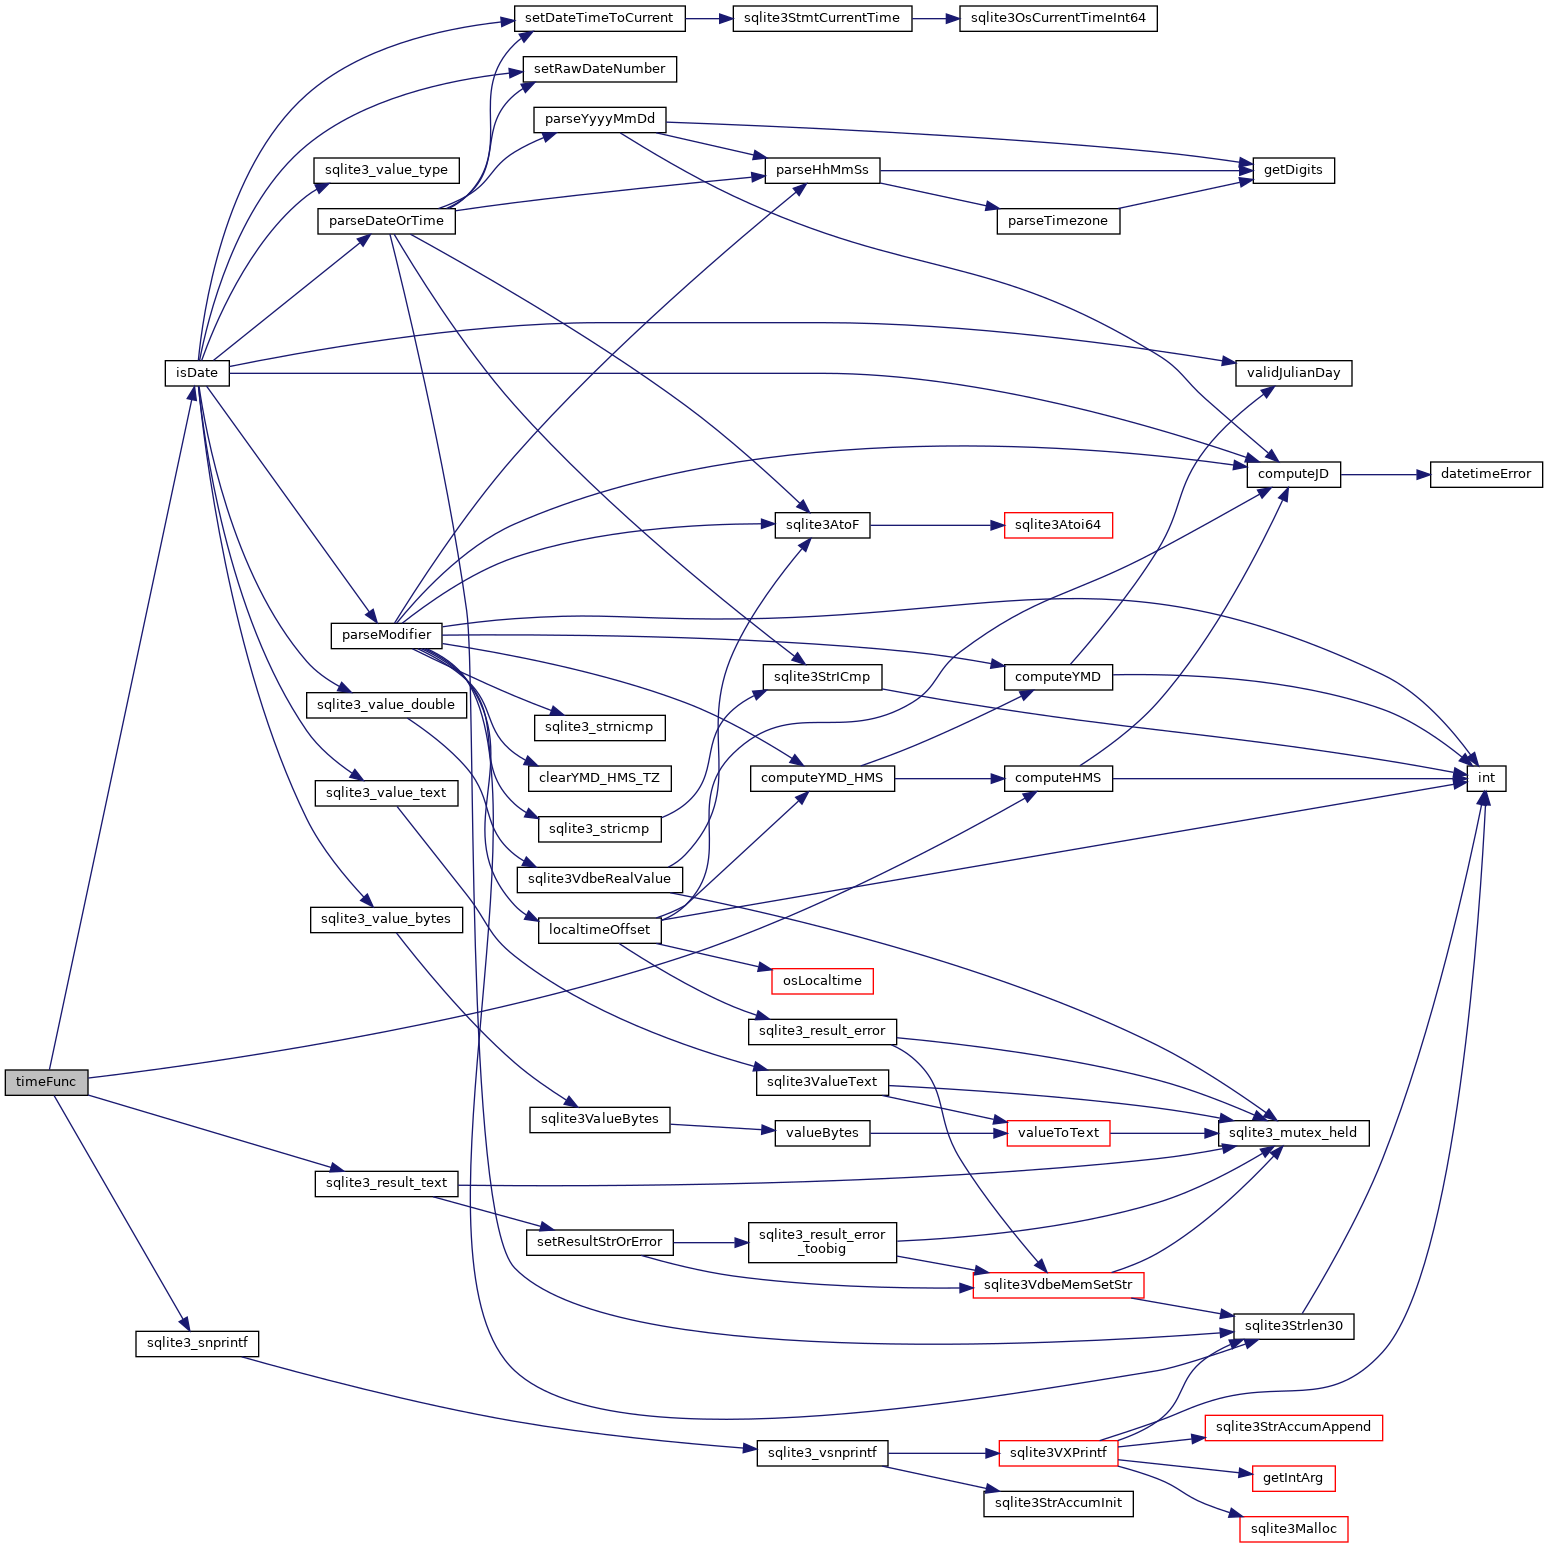 setDateTimeToCurrent
sqlite3StmtCurrentTime
sqlite3OsCurrentTimeInt64
setRawDateNumber
parseYyyyMmDd
sqlite3_value_type
parseHhMmSs
getDigits
parseDateOrTime
parseTimezone
isDate
validJulianDay
computeJD
datetimeError
sqlite3AtoF
sqlite3Atoi64
parseModifier
sqlite3StrICmp
computeYMD
sqlite3_value_double
sqlite3_strnicmp
clearYMD_HMS_TZ
computeYMD_HMS
computeHMS
int
sqlite3_value_text
sqlite3_stricmp
sqlite3VdbeRealValue
sqlite3_value_bytes
localtimeOffset
osLocaltime
sqlite3_result_error
timeFunc
sqlite3ValueText
sqlite3ValueBytes
valueBytes
valueToText
sqlite3_mutex_held
sqlite3_result_text
setResultStrOrError
sqlite3_result_error
_toobig
sqlite3VdbeMemSetStr
sqlite3Strlen30
sqlite3_snprintf
sqlite3StrAccumAppend
sqlite3_vsnprintf
sqlite3VXPrintf
getIntArg
sqlite3StrAccumInit
sqlite3Malloc